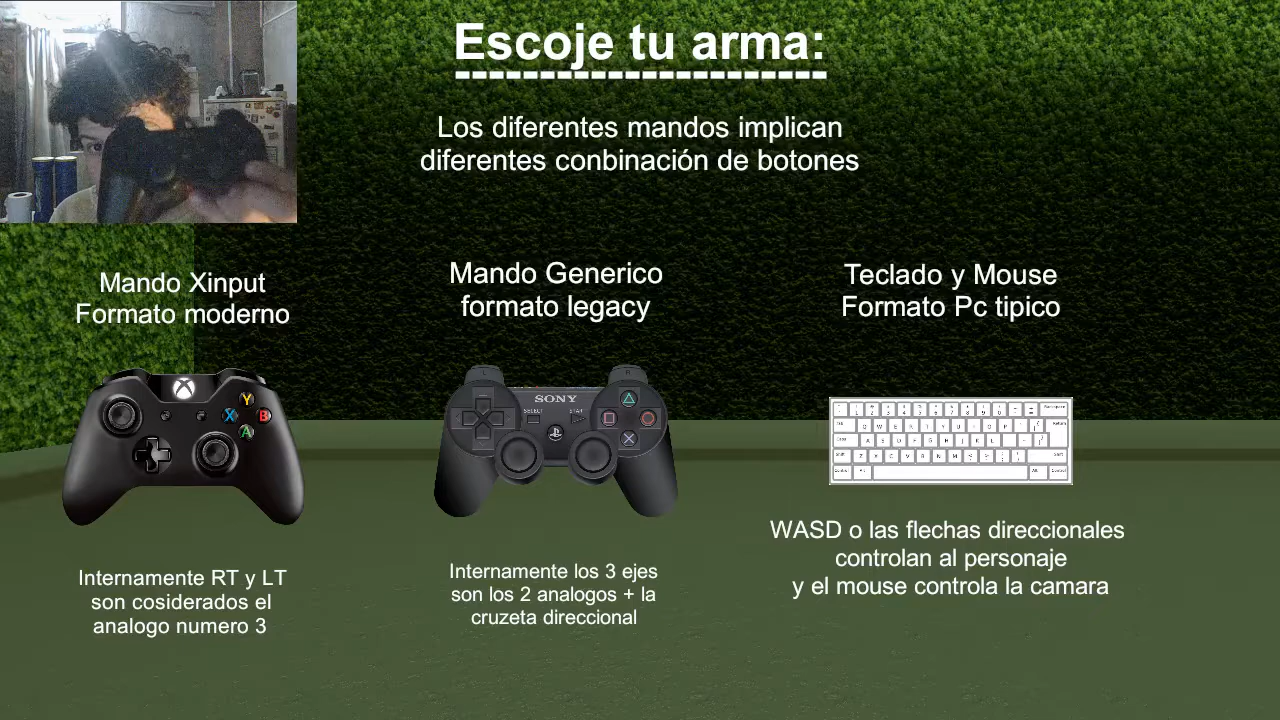 Escoje tu arma:
Los diferentes mandos implican
diferentes conbinación de botones
Mando Xinput
Formato moderno
Mando Generico
formato legacy
Teclado y Mouse
Formato Pc tipico
Y
X
B
A
L
R
SONY
SELECT
START
WASD o las flechas direccionales
controlan al personaje
y el mouse controla la camara
Internamente RT y LT
son cosiderados el
analogo numero 3
Internamente los 3 ejes
son los 2 analogos + la
cruzeta direccional